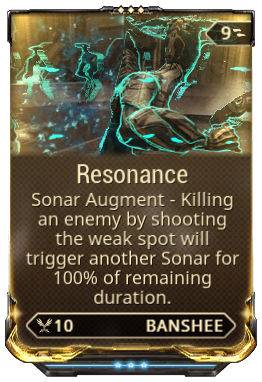 9
Resonance
Sonar Augment - Killing
an enemy by shooting
the weak spot will
trigger another Sonar for
100% of remaining
duration.
10 BANSHEE